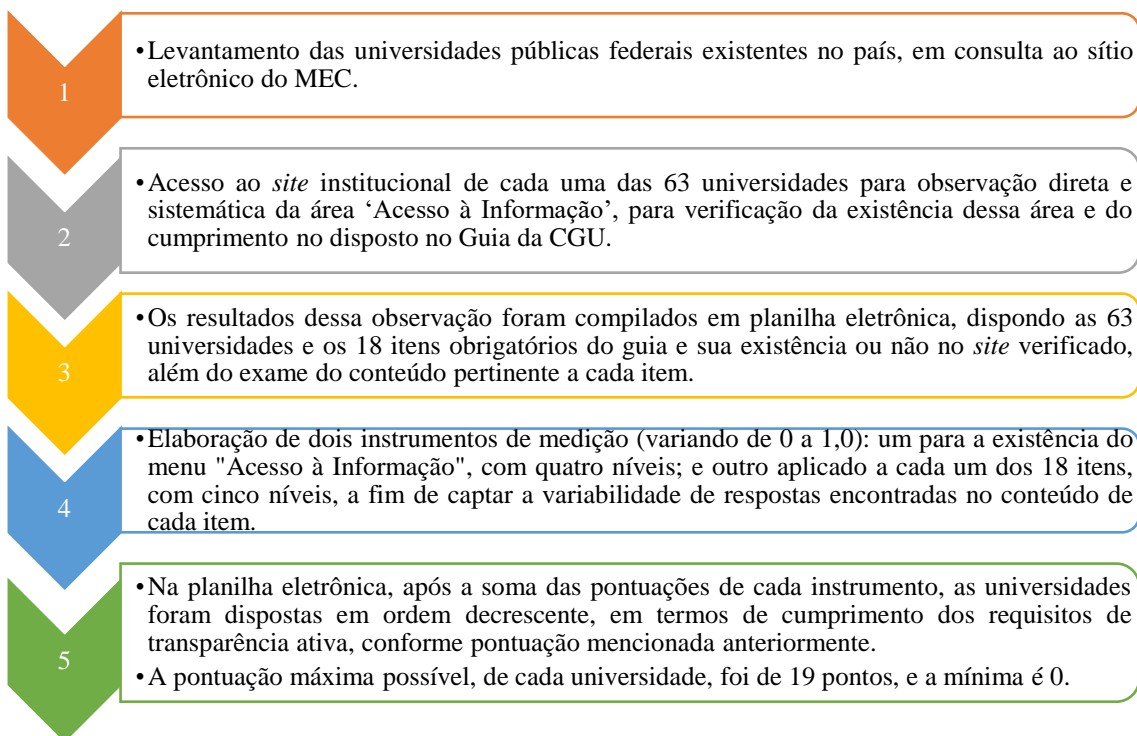 1
•Levantamento das universidades públicas federais existentes no país, em consulta ao sítio
eletrônico do MEC.
2
•Acesso ao site institucional de cada uma das 63 universidades para observação direta e
sistemática da área ‘Acesso à Informação’, para verificação da existência dessa área e do
cumprimento no disposto no Guia da CGU.
3
•Os resultados dessa observação foram compilados em planilha eletrônica, dispondo as 63
universidades e os 18 itens obrigatórios do guia e sua existência ou não no site verificado,
além do exame do conteúdo pertinente a cada item.
4
•Elaboração de dois instrumentos de medição (variando de 0 a 1,0): um para a existência do
menu "Acesso à Informação", com quatro níveis; e outro aplicado a cada um dos 18 itens,
com cinco níveis, a fim de captar a variabilidade de respostas encontradas no conteúdo de
cada item.
5
•Na planilha eletrônica, após a soma das pontuações de cada instrumento, as universidades
foram dispostas em ordem decrescente, em termos de cumprimento dos requisitos de
transparência ativa, conforme pontuação mencionada anteriormente.
•A pontuação máxima possível, de cada universidade, foi de 19 pontos, e a mínima é 0.